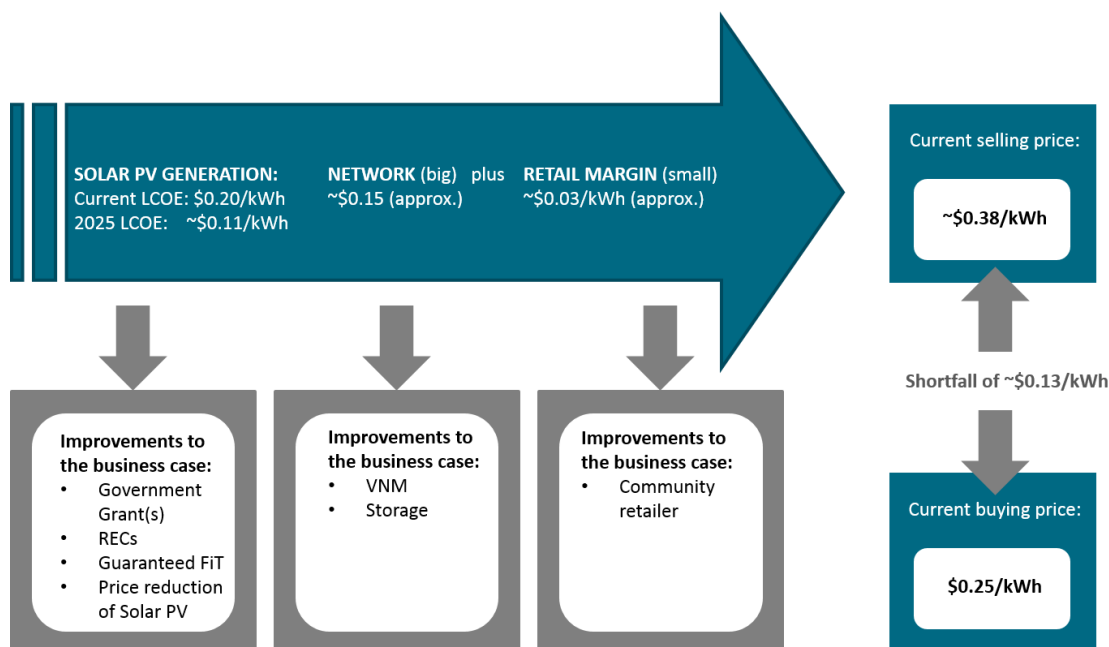 SOLAR PV GENERATION:
Current LCOE: $0.20/kWh
2025 LCOE: ~$0.11/kWh
NETWORK (big) plus
~$0.15 (approx.)
RETAIL MARGIN (small)
~$0.03/kWh (approx.)
Current selling price:
~$0.38/kWh
Shortfall of ~$0.13/kWh
Current buying price:
$0.25/kWh
Improvements to
the business case:
• Government
Grant(s)
• RECs
• Guaranteed FiT
• Price reduction
of Solar PV
Improvements to
the business case:
• VNM
• Storage
Improvements to
the business case:
• Community
retailer